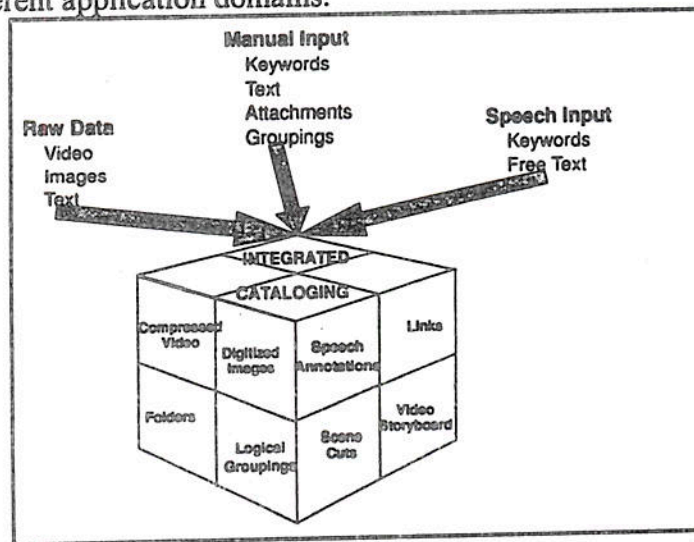 erent application domains.
Manual Input
Keywords
Text
Attachments
Groupings
Raw Data
Video
Images
Text
Speech Input
Keywords
Free Text
INTEGRATED
CATALOGING
Compressed
Video
Digitized
Images
Speech
Annotations
Links
Folders
Logical
Groupings
Scene
Cuts
Video
Storyboard